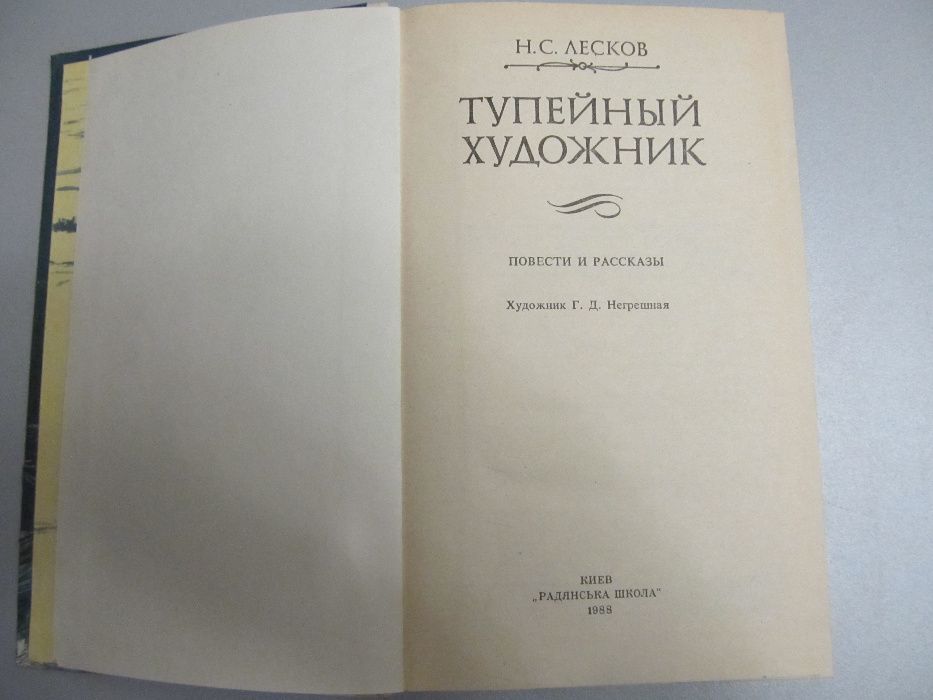 Н.С. ЛЕСКОВ
ТУПЕЙНЫЙ
ХУДОЖНИК
ПОВЕСТИ И РАССКАЗЫ
Художник Г. Д. Негрешная
КИЕВ
„РАДЯНСЬКА ШКОЛА"
1988